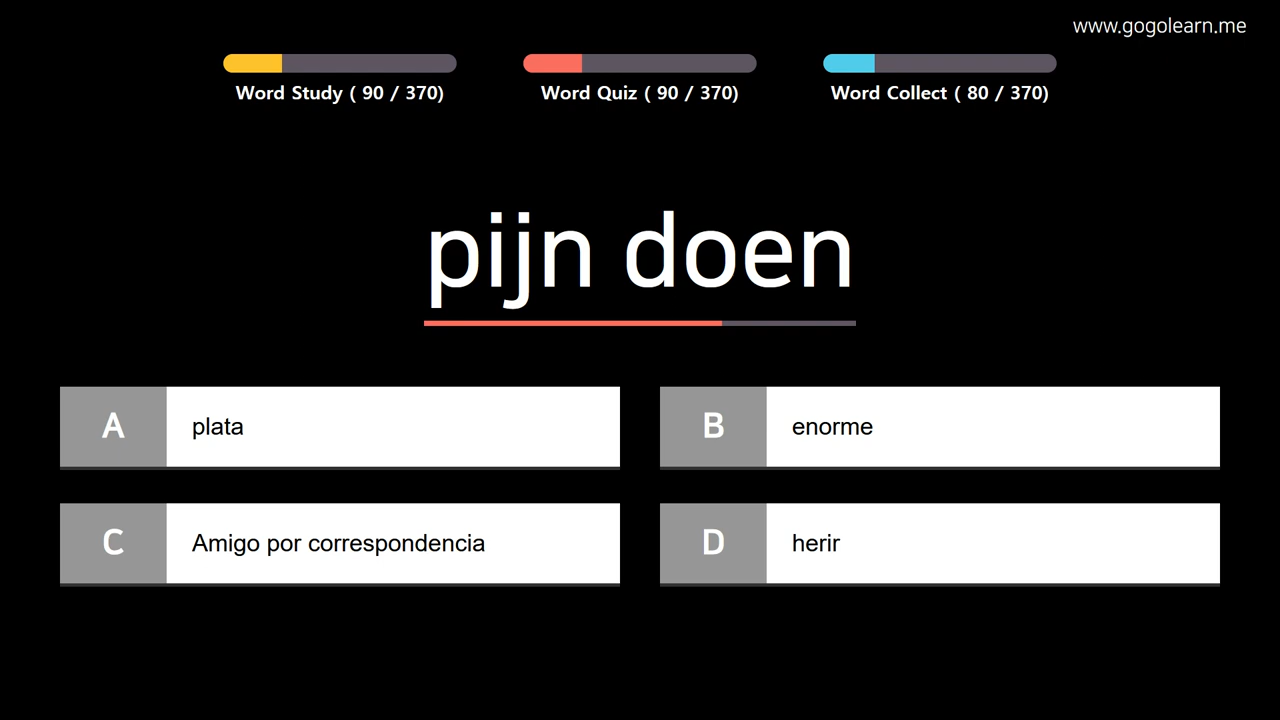 www.gogolearn.me
Word Study ( 90 / 370)
Word Quiz ( 90 / 370)
Word Collect ( 80 / 370)
pijn doen
A plata
B enorme
C Amigo por correspondencia
D herir